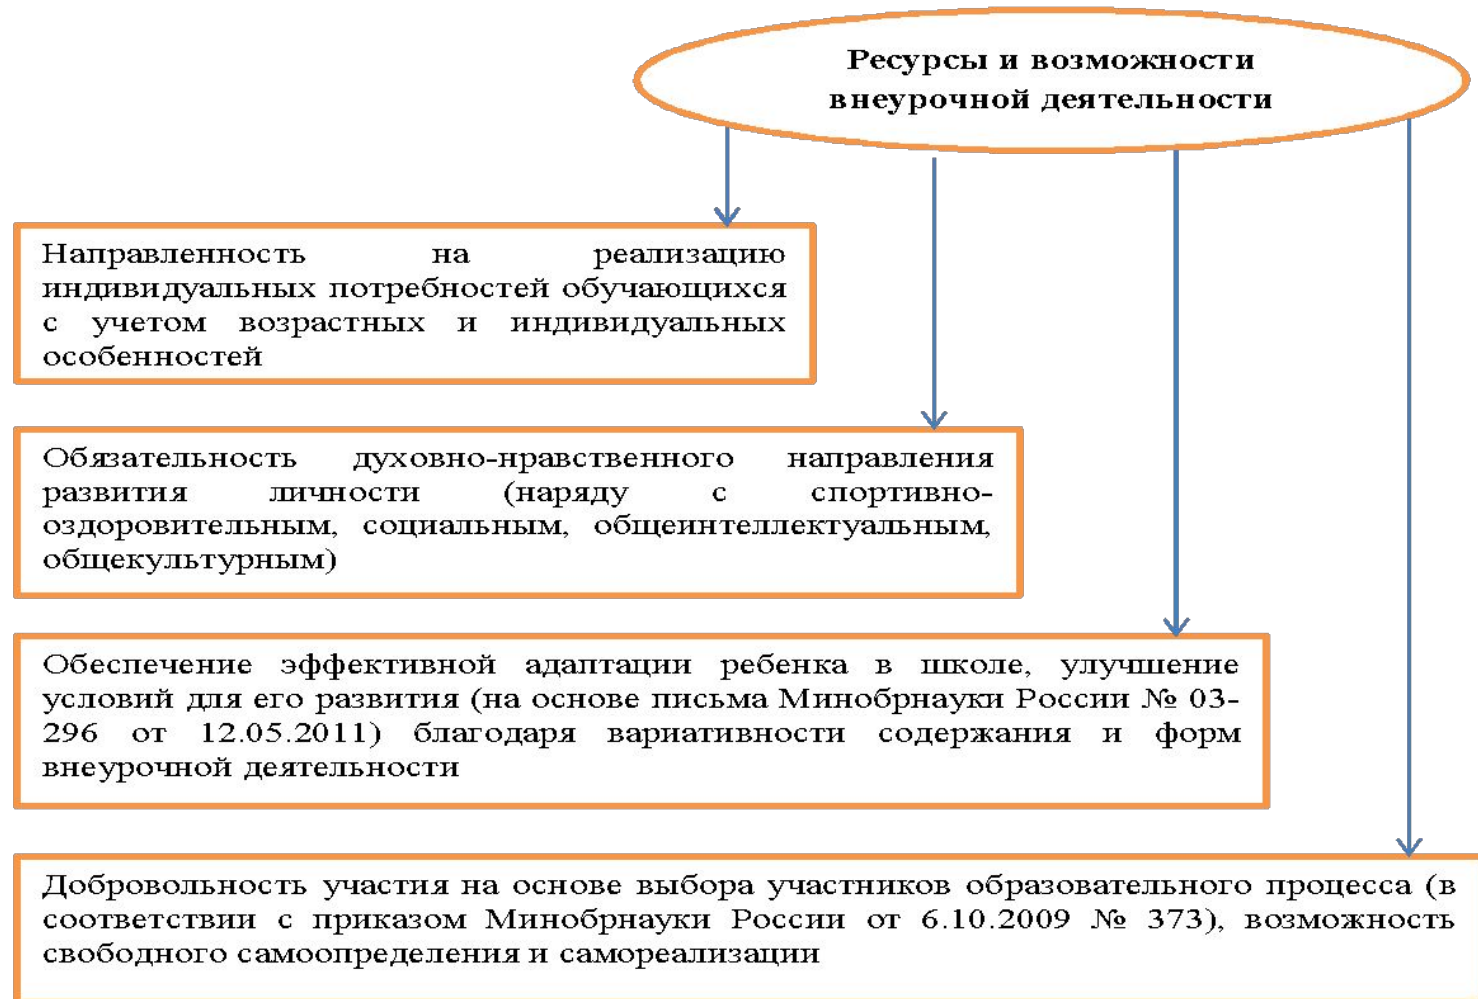 Ресурсы и возможности
внеурочной деятельности
Направленность на реализацию
индивидуальных потребностей обучающихся
с учетом возрастных и индивидуальных
особенностей
Обязательность духовно-нравственного направления
развития личности (наряду с спортивно-
оздоровительным, социальным, общеинтеллектуальным,
общекультурным)
Обеспечение эффективной адаптации ребенка в школе, улучшение
условий для его развития (на основе письма Минобрнауки России № 03-
296 от 12.05.2011) благодаря вариативности содержания и форм
внеурочной деятельности
Добровольность участия на основе выбора участников образовательного процесса (в
соответствии с приказом Минобрнауки России от 6.10.2009 № 373), возможность
свободного самоопределения и самореализации